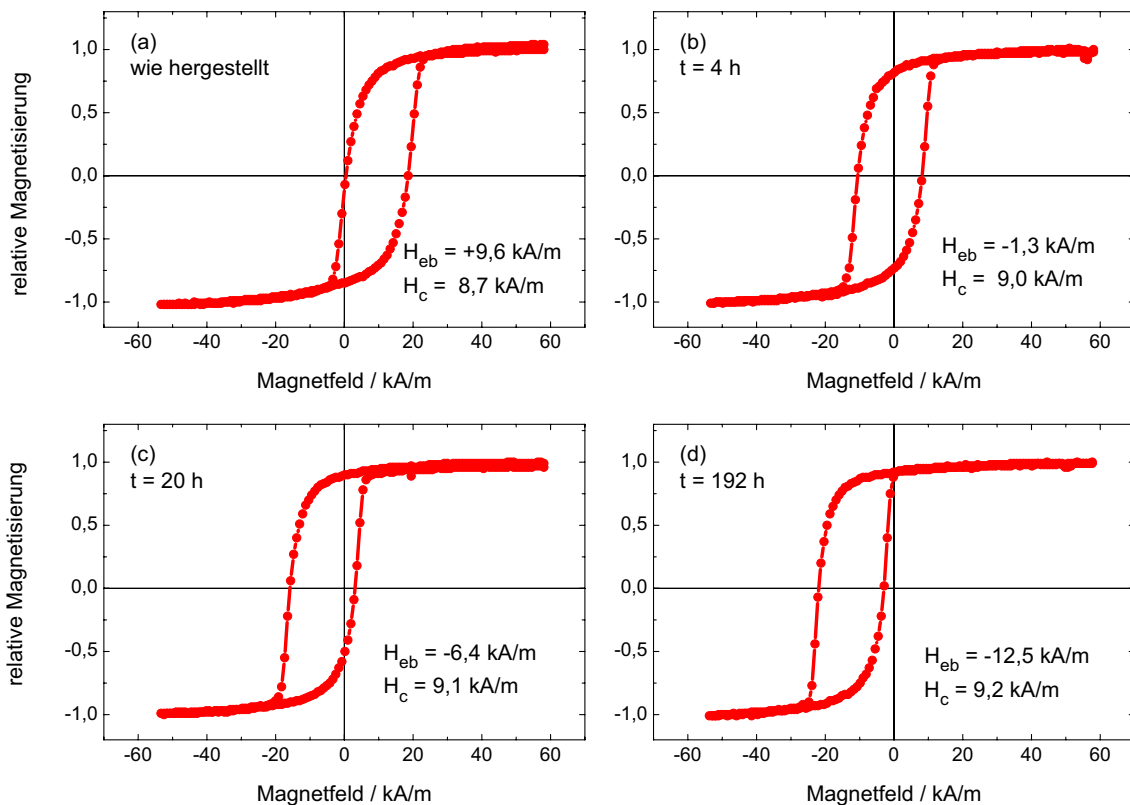 (a)
wie hergestellt
relative Magnetisierung
1,0
0,5
0,0
-0,5
-1,0
H_eb = +9,6 kA/m
H_c = 8,7 kA/m
-60 -40 -20 0 20 40 60
Magnetfeld / kA/m
(b)
t = 4 h
1,0
0,5
0,0
-0,5
-1,0
H_eb = -1,3 kA/m
H_c = 9,0 kA/m
-60 -40 -20 0 20 40 60
Magnetfeld / kA/m
(c)
t = 20 h
relative Magnetisierung
1,0
0,5
0,0
-0,5
-1,0
H_eb = -6,4 kA/m
H_c = 9,1 kA/m
-60 -40 -20 0 20 40 60
Magnetfeld / kA/m
(d)
t = 192 h
1,0
0,5
0,0
-0,5
-1,0
H_eb = -12,5 kA/m
H_c = 9,2 kA/m
-60 -40 -20 0 20 40 60
Magnetfeld / kA/m